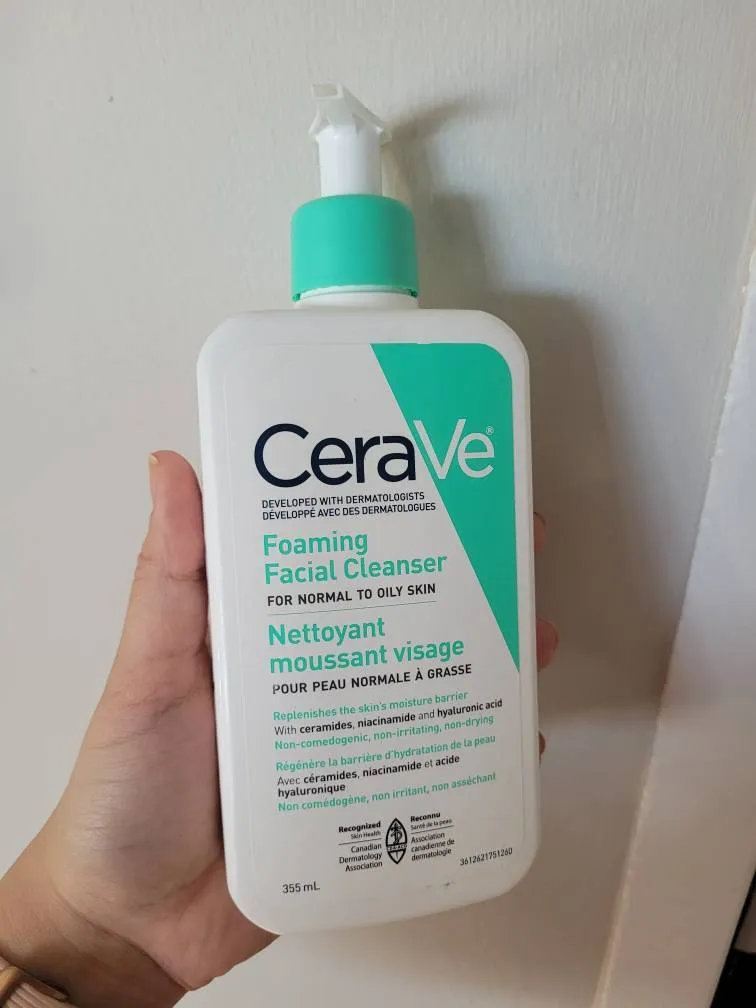 CeraVe®
DEVELOPED WITH DERMATOLOGISTS
DÉVELOPPÉ AVEC DES DERMATOLOGUES
Foaming
Facial Cleanser
FOR NORMAL TO OILY SKIN
Nettoyant
moussant visage
POUR PEAU NORMALE À GRASSE
Replenishes the skin's moisture barrier
With ceramides, niacinamide and hyaluronic acid
Non-comedogenic, non-irritating, non-drying
Régénère la barrière d'hydratation de la peau
Avec céramides, niacinamide et acide
hyaluronique
Non comédogène, non irritant, non asséchant
Recognized
Skin Health
Canadian
Dermatology
Association
Reconnu
Santé de la peau
Association
canadienne de
dermatologie
355 mL
3612621751260